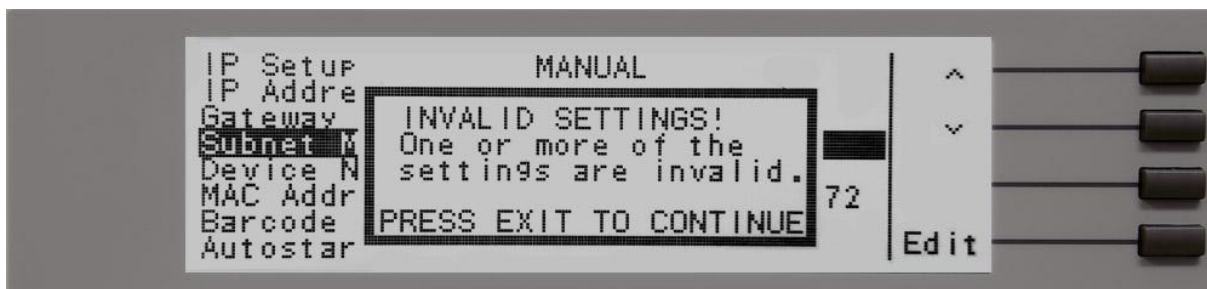 IP Setup MANUAL
IP Addre
Gateway
Subnet M
Device N
MAC Addr 72
Barcode
Autostar
INVALID SETTINGS!
One or more of the
settings are invalid.
PRESS EXIT TO CONTINUE
^
v
Edit